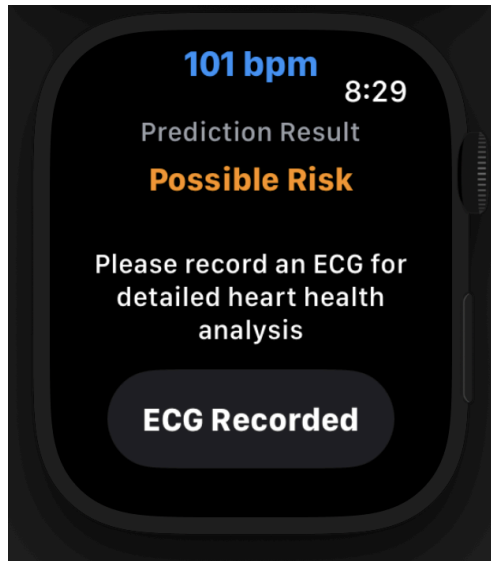 101 bpm
8:29
Prediction Result
Possible Risk
Please record an ECG for
detailed heart health
analysis
ECG Recorded